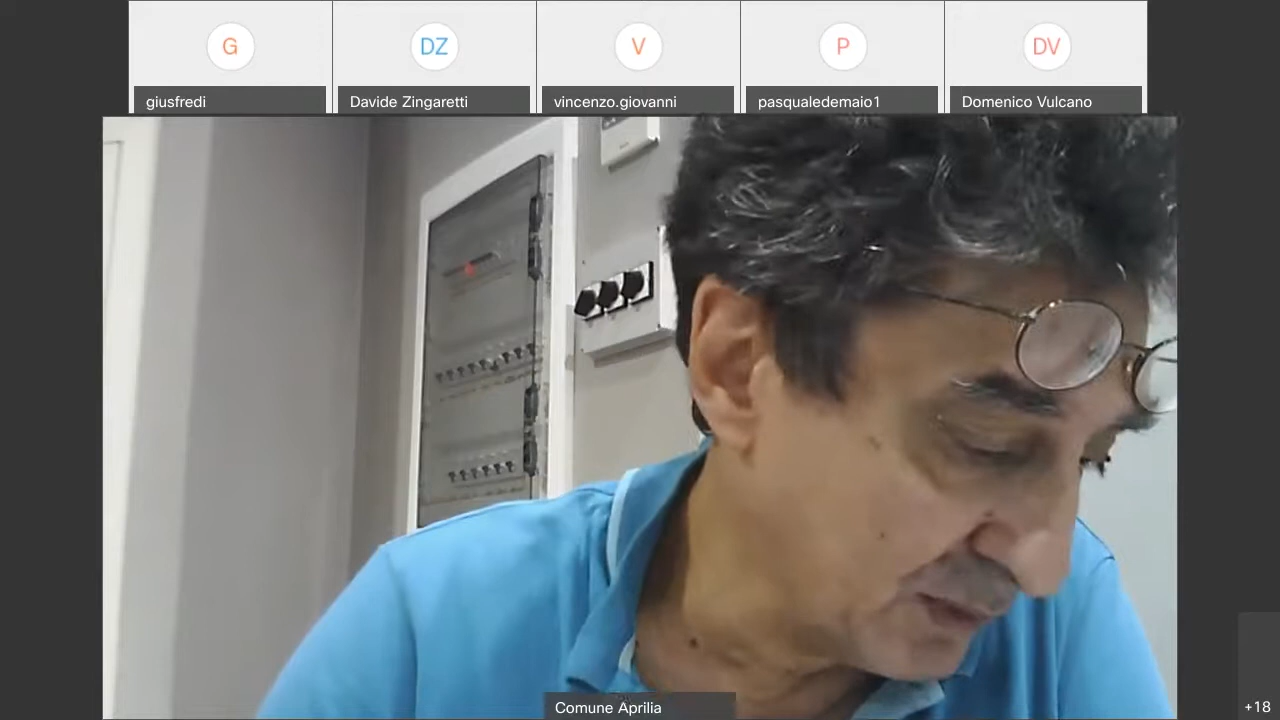 G
DZ
V
P
DV
giusfredi
Davide Zingaretti
vincenzo.giovanni
pasqualedemaio1
Domenico Vulcano
Comune Aprilia
+18